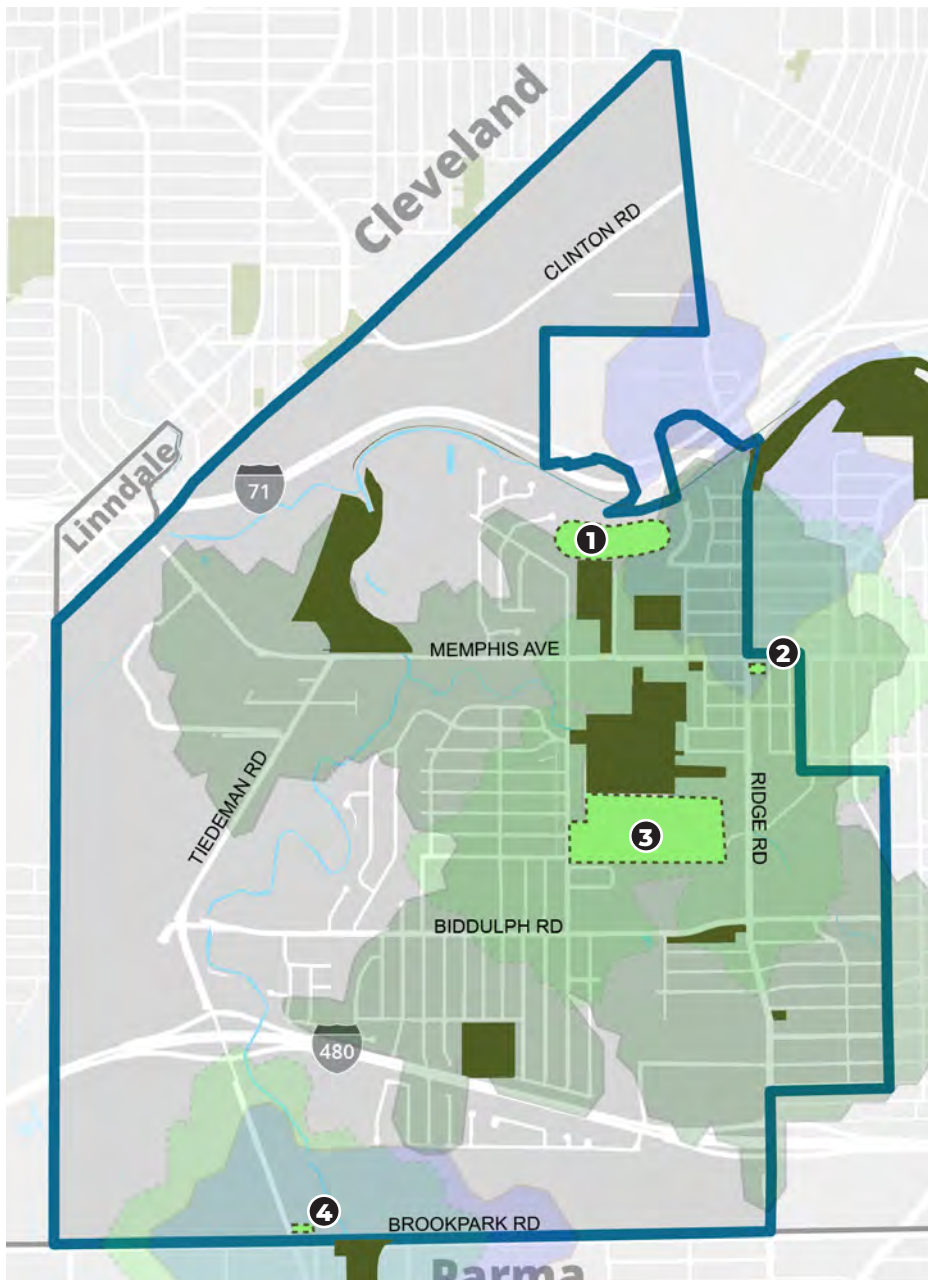 Cleveland
CLINTON RD
Linndale
71
1
MEMPHIS AVE
2
TIEDEMAN RD
RIDGE RD
3
BIDDULPH RD
480
4
BROOKPARK RD
Parma